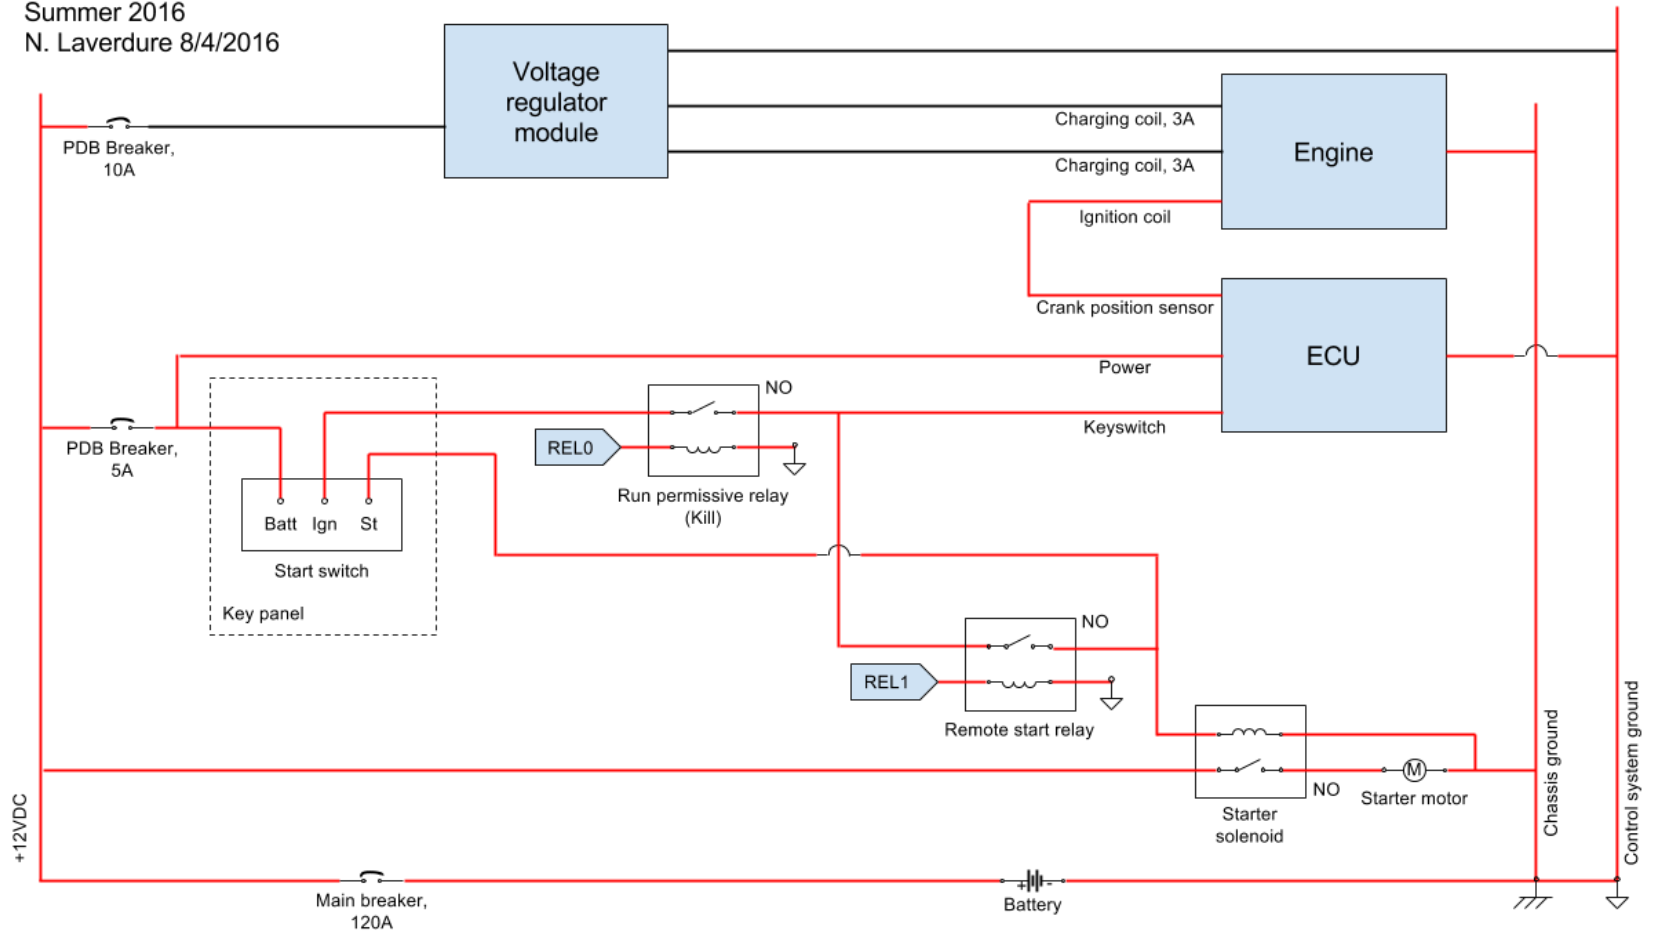 Summer 2016
N. Laverdure 8/4/2016
Voltage
regulator
module
Charging coil, 3A
Charging coil, 3A
Engine
PDB Breaker,
10A
Ignition coil
Crank position sensor
ECU
Power
NO
Keyswitch
REL0
PDB Breaker,
5A
Run permissive relay
(Kill)
Batt Ign St
Start switch
Key panel
NO
REL1
Remote start relay
M
NO
Starter motor
Starter
solenoid
+12VDC
Chassis ground
Control system ground
Main breaker,
120A
+ -
Battery